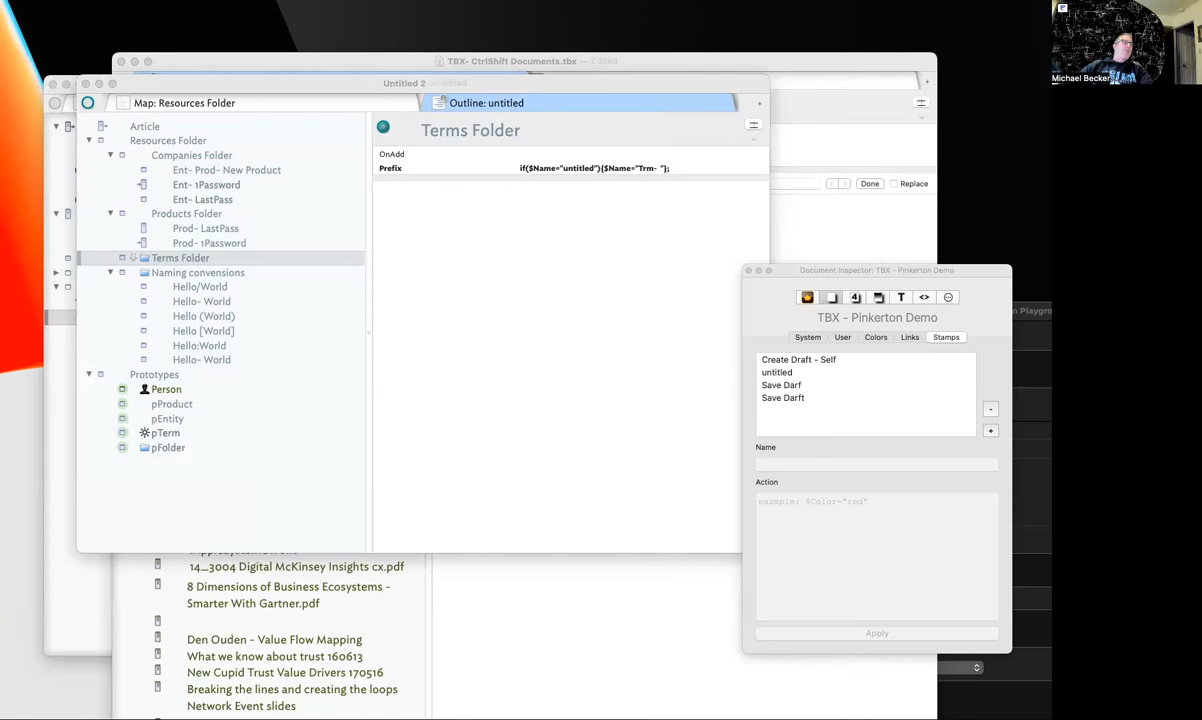 TBX- CtrlShift Documents.tbx — Edited
Untitled 2 — Edited
Map: Resources Folder
Outline: untitled
Article
Resources Folder
Companies Folder
Ent- Prod- New Product
Ent- 1Password
Ent- LastPass
Products Folder
Prod- LastPass
Prod- 1Password
Terms Folder
Naming convensions
Hello/World
Hello- World
Hello (World)
Hello [World]
Hello:World
Hello- World
Prototypes
Person
pProduct
pEntity
pTerm
pFolder
Terms Folder
OnAdd
Prefix if($Name="untitled"){$Name="Trm- "};
Done Replace
Document Inspector: TBX - Pinkerton Demo
TBX - Pinkerton Demo
System User Colors Links Stamps
Create Draft - Self
untitled
Save Darf
Save Darft
-
+
Name
Action
example: $Color="red"
Apply
n Playgroun
14_3004 Digital McKinsey Insights cx.pdf
8 Dimensions of Business Ecosystems -
Smarter With Gartner.pdf
Den Ouden - Value Flow Mapping
What we know about trust 160613
New Cupid Trust Value Drivers 170516
Breaking the lines and creating the loops
Network Event slides
Michael Becker